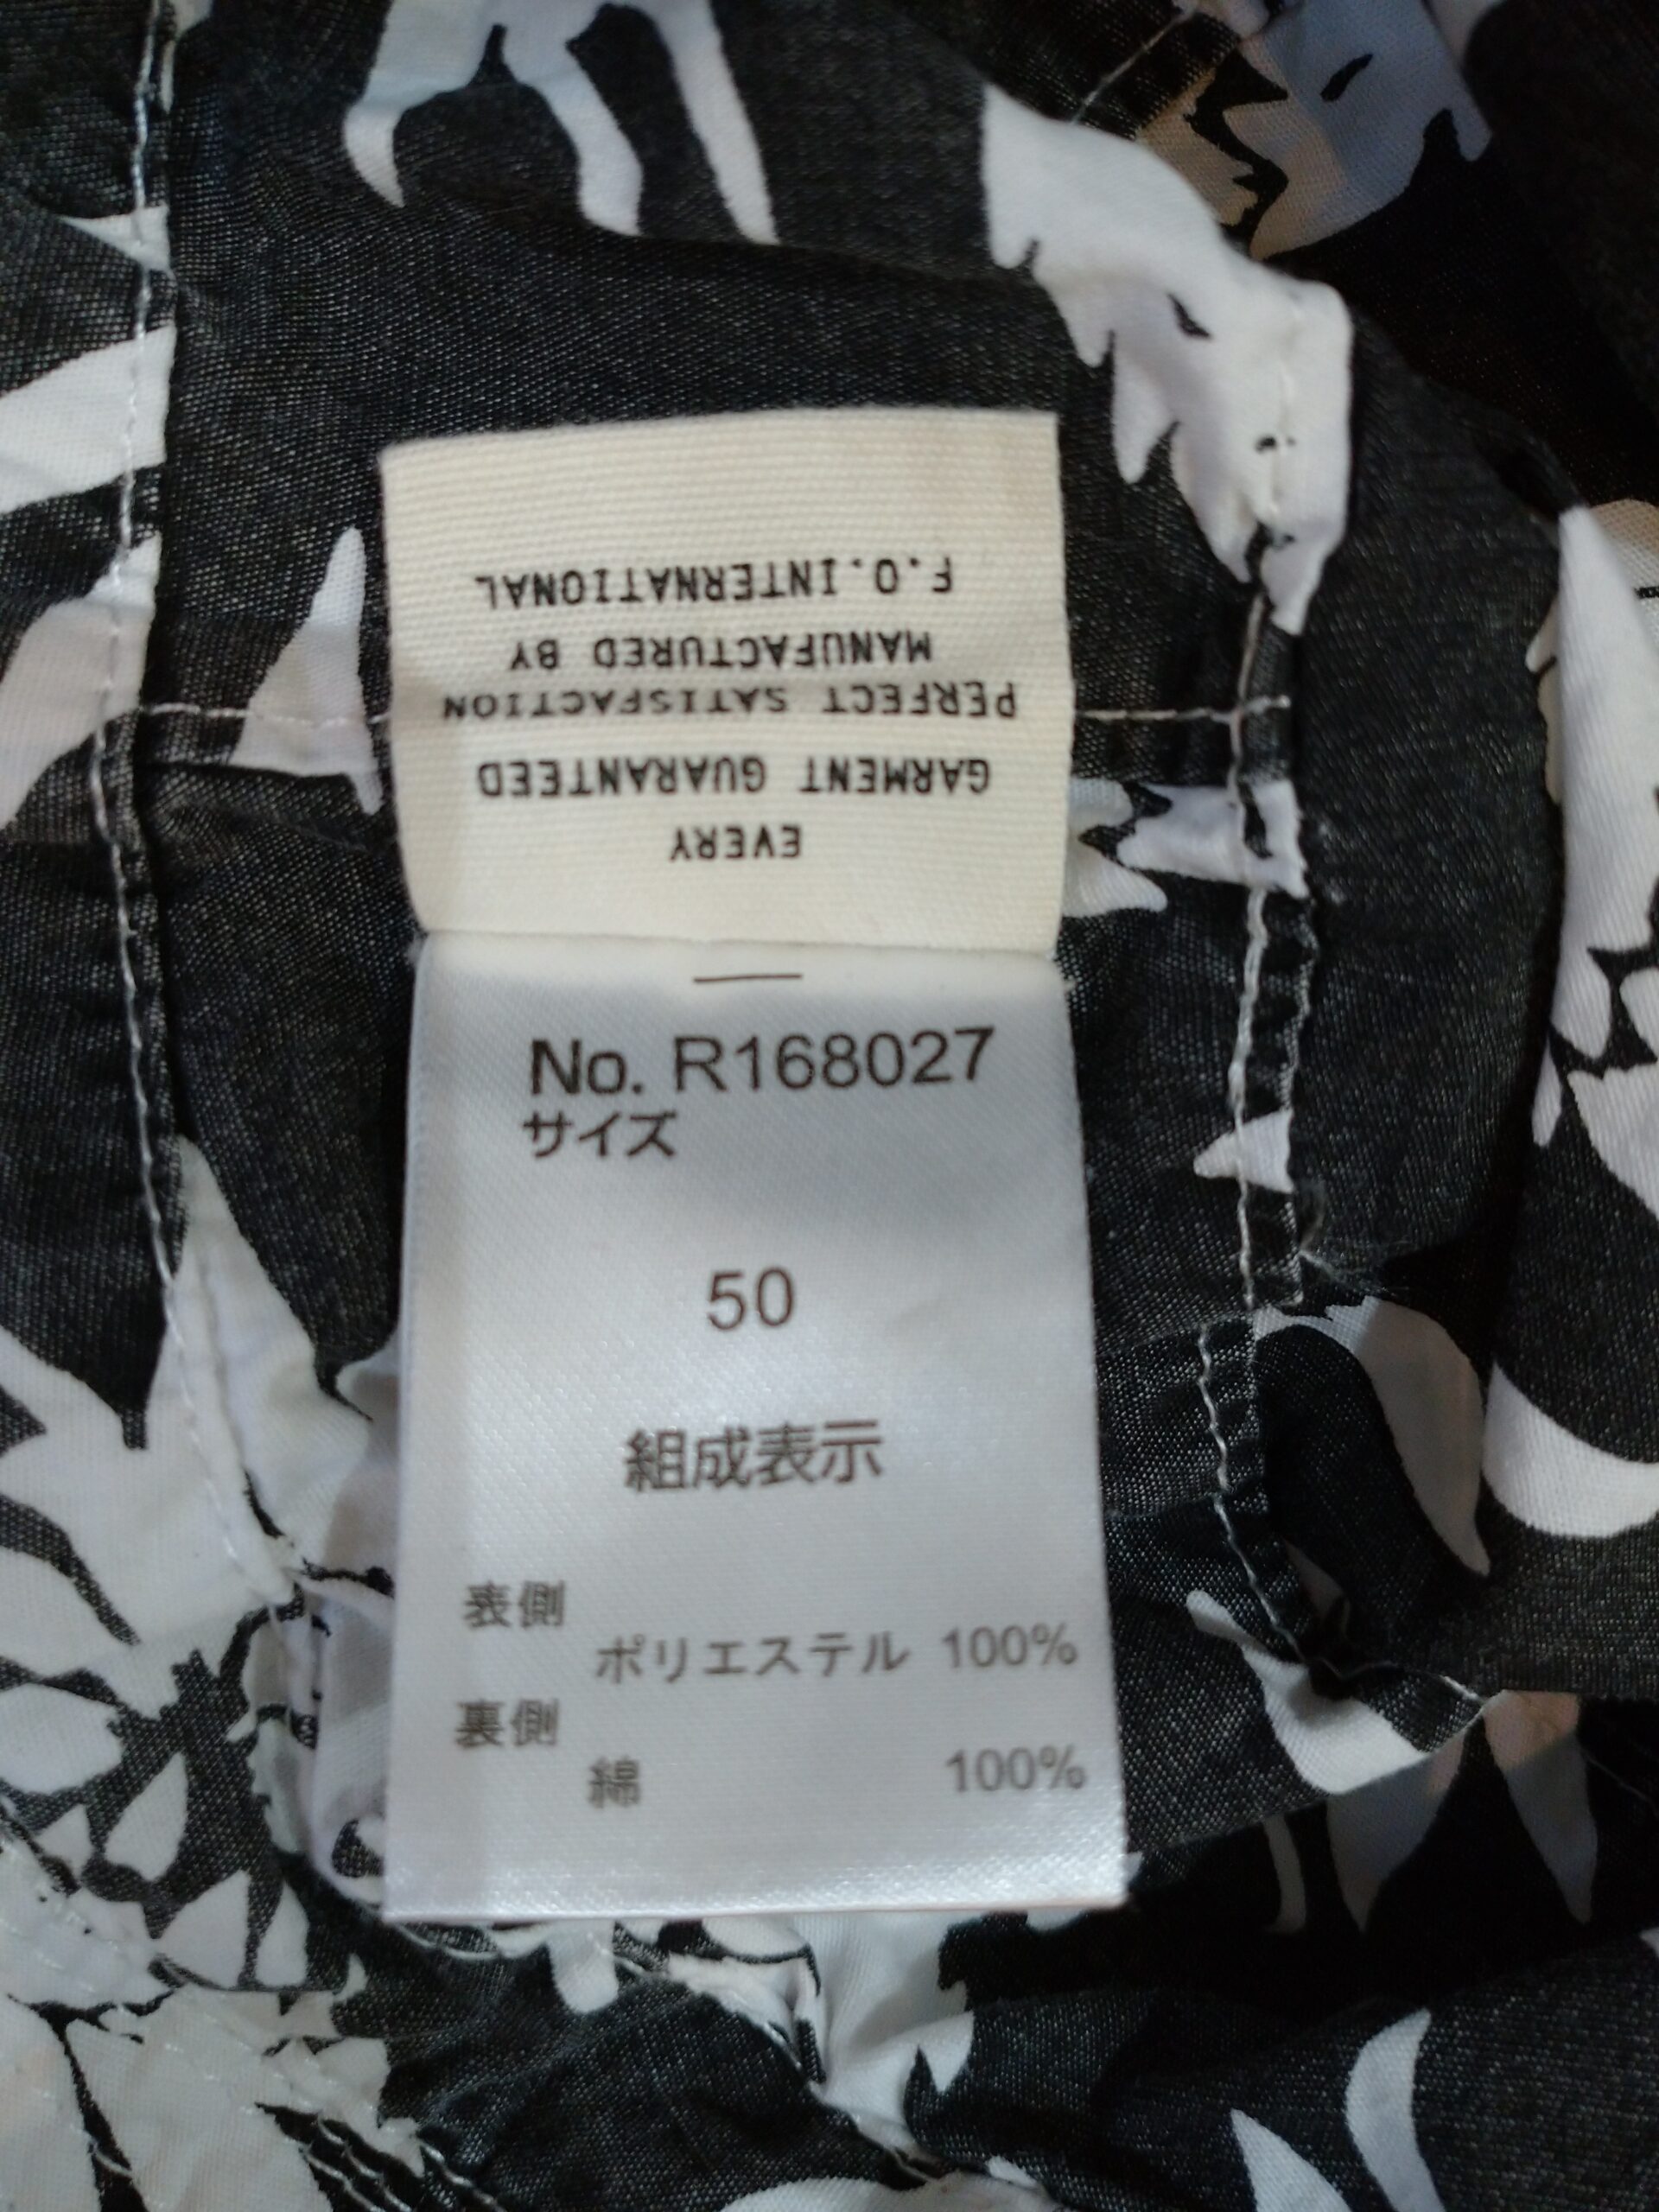 EVERY
GARMENT GUARANTEED
PERFECT SATISFACTION
MANUFACTURED BY
F.O.INTERNATIONAL
No. R168027
サイズ
50
組成表示
表側
ポリエステル 100%
裏側
綿 100%